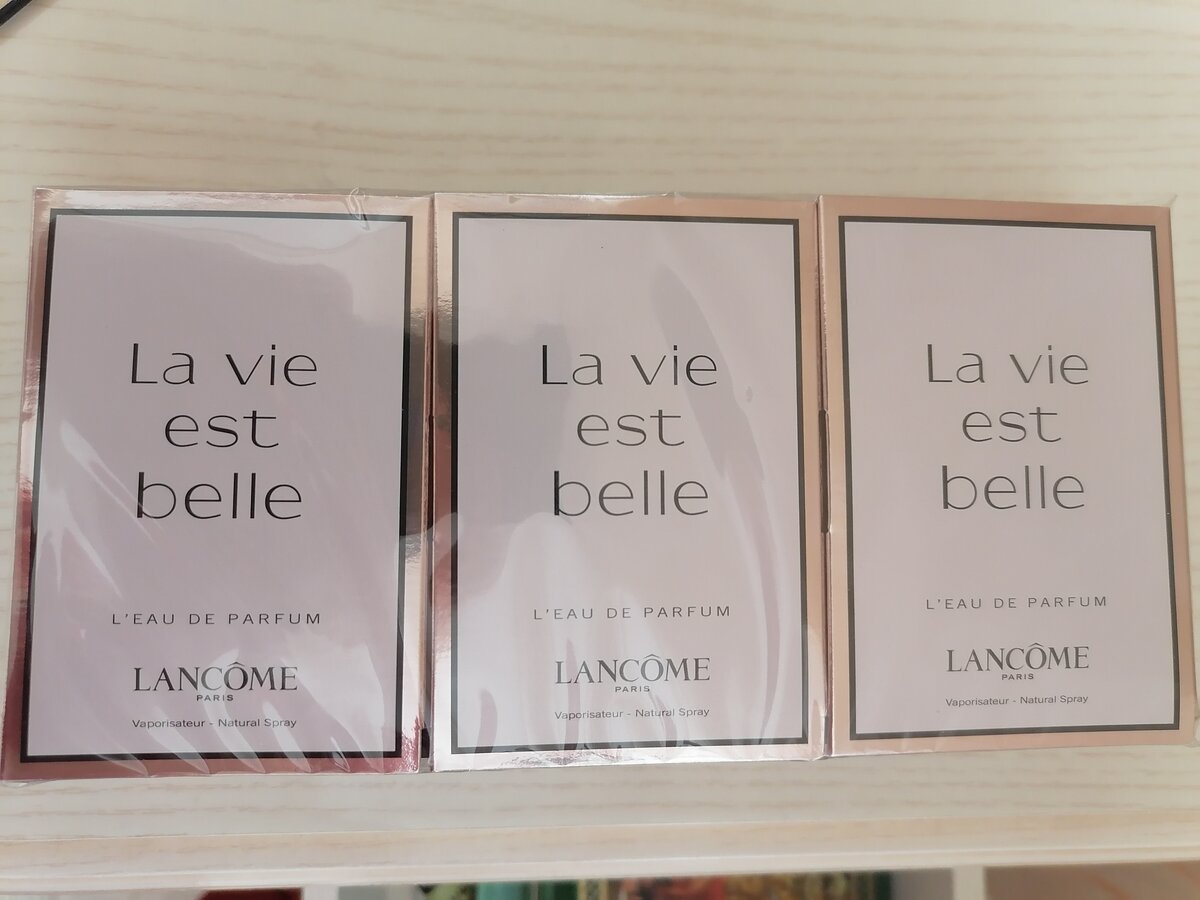 La vie
est
belle
L'EAU DE PARFUM
LANCÔME
PARIS
Vaporisateur - Natural Spray
La vie
est
belle
L'EAU DE PARFUM
LANCÔME
PARIS
Vaporisateur - Natural Spray
La vie
est
belle
L'EAU DE PARFUM
LANCÔME
PARIS
Vaporisateur - Natural Spray